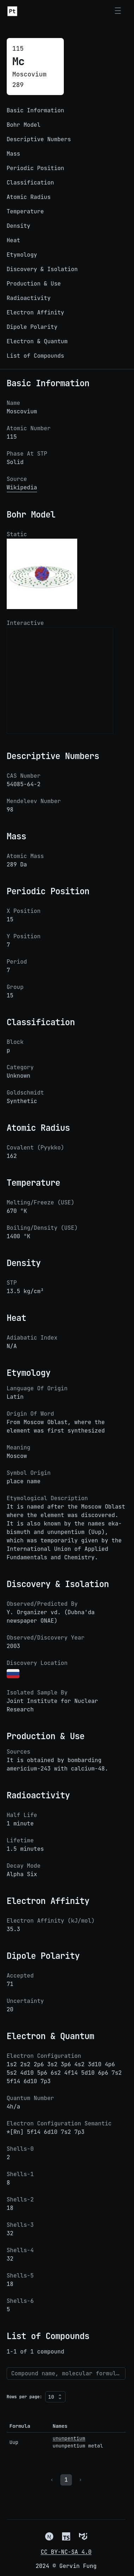 Pt
115
Mc
Moscovium
289
Basic Information
Bohr Model
Descriptive Numbers
Mass
Periodic Position
Classification
Atomic Radius
Temperature
Density
Heat
Etymology
Discovery & Isolation
Production & Use
Radioactivity
Electron Affinity
Dipole Polarity
Electron & Quantum
List of Compounds
Basic Information
Name
Moscovium
Atomic Number
115
Phase At STP
Solid
Source
Wikipedia
Bohr Model
Static
Interactive
Descriptive Numbers
CAS Number
54085-64-2
Mendeleev Number
98
Mass
Atomic Mass
289 Da
Periodic Position
X Position
15
Y Position
7
Period
7
Group
15
Classification
Block
p
Category
Unknown
Goldschmidt
Synthetic
Atomic Radius
Covalent (Pyykko)
162
Temperature
Melting/Freeze (USE)
670 °K
Boiling/Density (USE)
1400 °K
Density
STP
13.5 kg/cm³
Heat
Adiabatic Index
N/A
Etymology
Language Of Origin
Latin
Origin Of Word
From Moscow Oblast, where the
element was first synthesized
Meaning
Moscow
Symbol Origin
place name
Etymological Description
It is named after the Moscow Oblast
where the element was discovered.
It is also known by the names eka-
bismuth and ununpentium (Uup),
which was temporarily given by the
International Union of Applied
Fundamentals and Chemistry.
Discovery & Isolation
Observed/Predicted By
Y. Organizer vd. (Dubna'da
newspaper ONAE)
Observed/Discovery Year
2003
Discovery Location
Isolated Sample By
Joint Institute for Nuclear
Research
Production & Use
Sources
It is obtained by bombarding
americium-243 with calcium-48.
Radioactivity
Half Life
1 minute
Lifetime
1.5 minutes
Decay Mode
Alpha Six
Electron Affinity
Electron Affinity (kJ/mol)
35.3
Dipole Polarity
Accepted
71
Uncertainty
20
Electron & Quantum
Electron Configuration
1s2 2s2 2p6 3s2 3p6 4s2 3d10 4p6
5s2 4d10 5p6 6s2 4f14 5d10 6p6 7s2
5f14 6d10 7p3
Quantum Number
4h/a
Electron Configuration Semantic
*[Rn] 5f14 6d10 7s2 7p3
Shells-0
2
Shells-1
8
Shells-2
18
Shells-3
32
Shells-4
32
Shells-5
18
Shells-6
5
List of Compounds
1-1 of 1 compound
Compound name, molecular formul…
Rows per page: 10
Formula Names
Uup ununpentium
ununpentium metal
‹ 1 ›
TS
CC BY-NC-SA 4.0
2024 © Gervin Fung